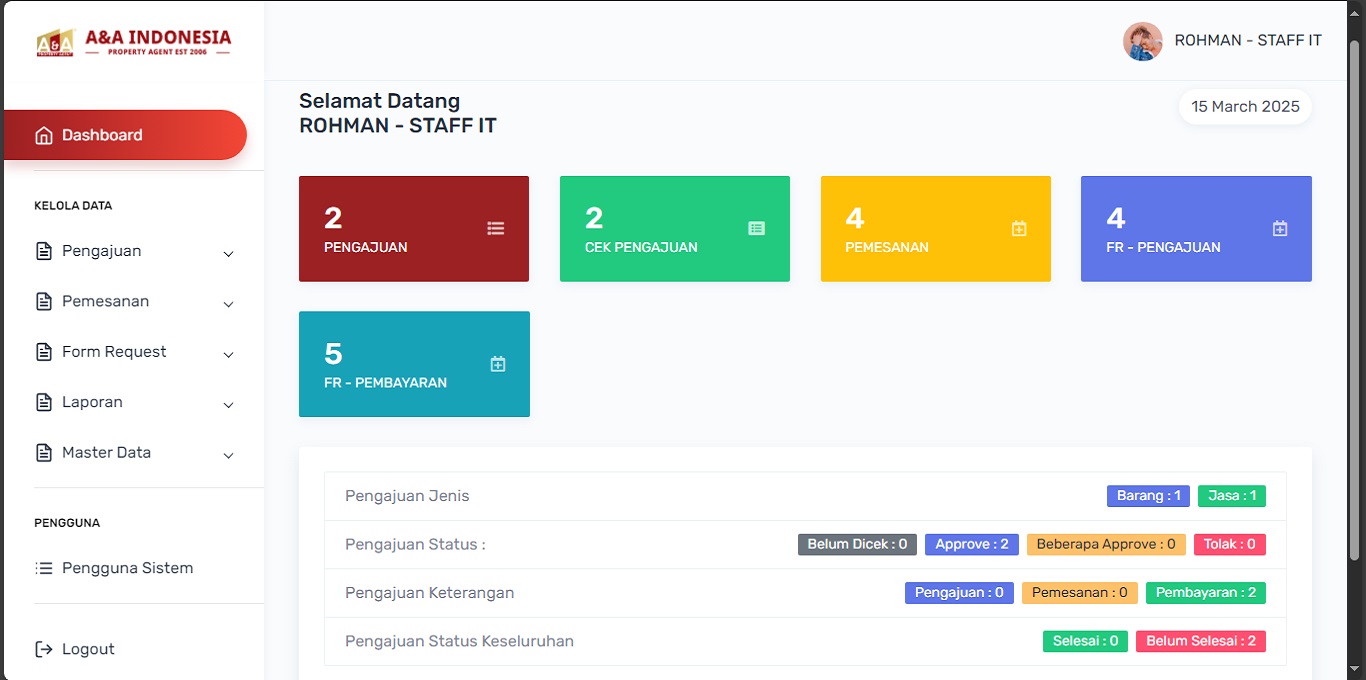 A&A
PROPERTY AGENT
A&A INDONESIA
PROPERTY AGENT EST 2006
ROHMAN - STAFF IT
Dashboard
KELOLA DATA
Pengajuan
Pemesanan
Form Request
Laporan
Master Data
PENGGUNA
Pengguna Sistem
Logout
Selamat Datang
ROHMAN - STAFF IT
15 March 2025
2
PENGAJUAN
2
CEK PENGAJUAN
4
PEMESANAN
4
FR - PENGAJUAN
5
FR - PEMBAYARAN
Pengajuan Jenis Barang : 1 Jasa : 1
Pengajuan Status : Belum Dicek : 0 Approve : 2 Beberapa Approve : 0 Tolak : 0
Pengajuan Keterangan Pengajuan : 0 Pemesanan : 0 Pembayaran : 2
Pengajuan Status Keseluruhan Selesai : 0 Belum Selesai : 2